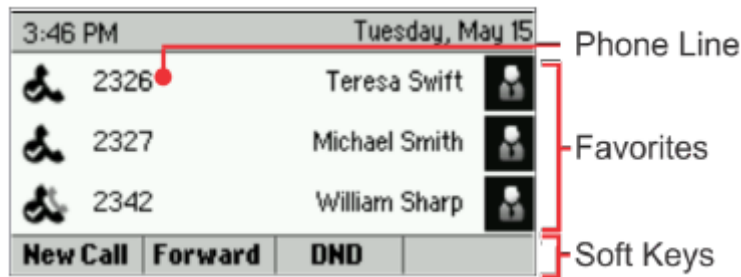 3:46 PM Tuesday, May 15
Phone Line
2326 Teresa Swift
2327 Michael Smith
Favorites
2342 William Sharp
New Call Forward DND
Soft Keys